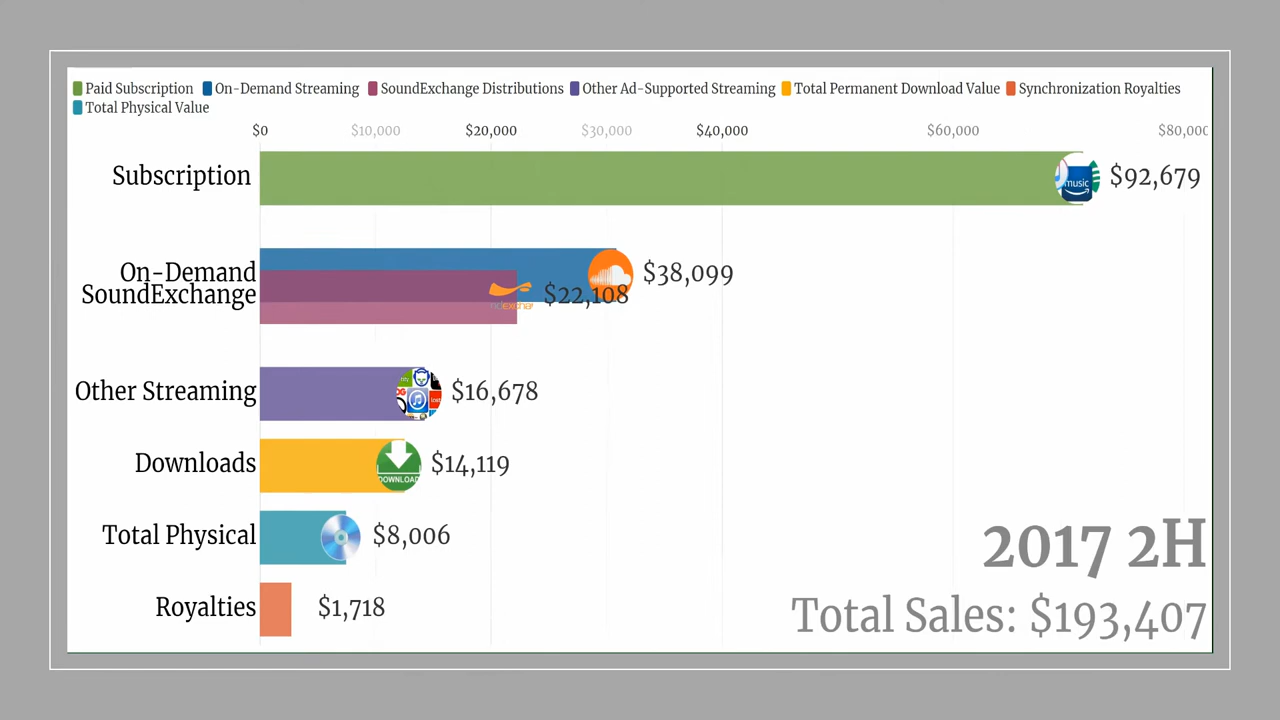 Paid Subscription On-Demand Streaming SoundExchange Distributions Other Ad-Supported Streaming Total Permanent Download Value Synchronization Royalties
Total Physical Value
$0 $10,000 $20,000 $30,000 $40,000 $60,000 $80,000
Subscription music $92,679
On-Demand $38,099
SoundExchange $22,108
Other Streaming $16,678
Downloads DOWNLOAD $14,119
Total Physical $8,006
2017 2H
Royalties $1,718
Total Sales: $193,407